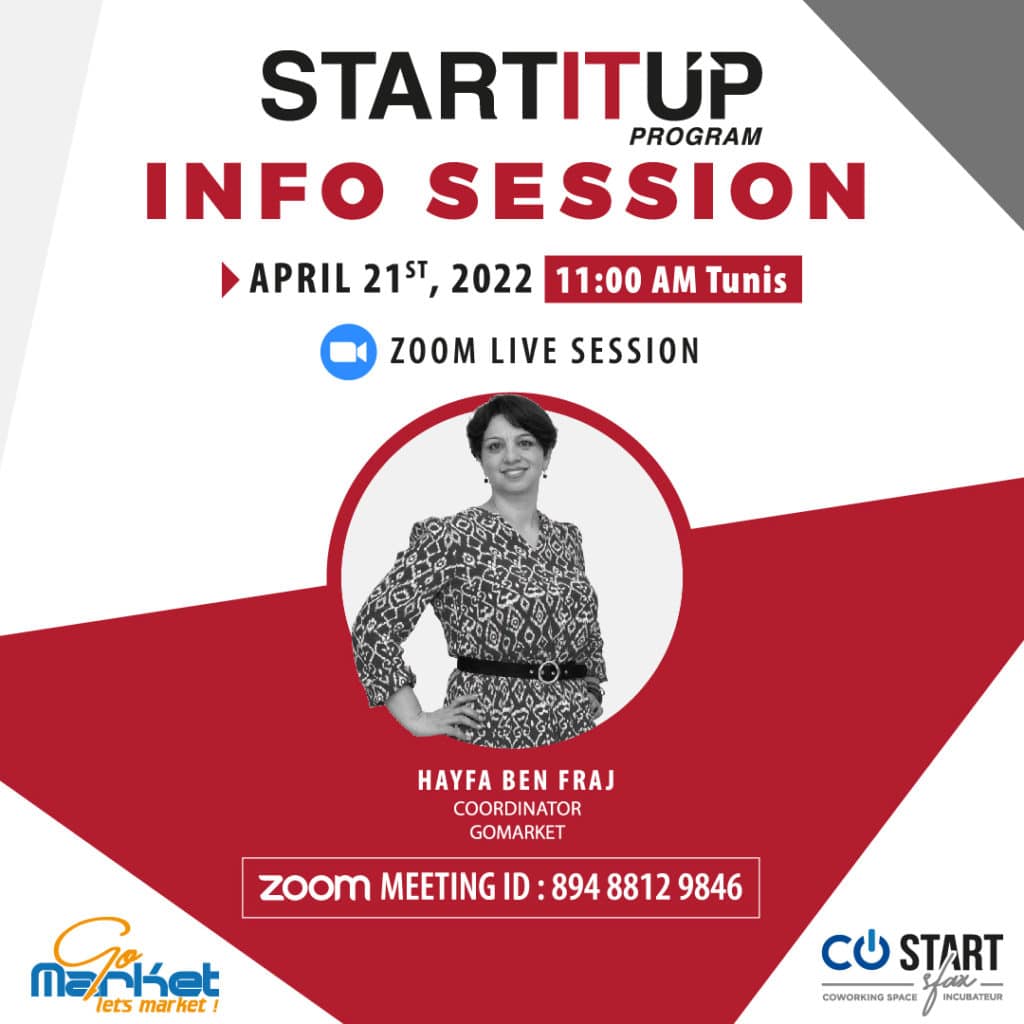 STARTITUP
PROGRAM
INFO SESSION
APRIL 21ST, 2022 11:00 AM Tunis
ZOOM LIVE SESSION
HAYFA BEN FRAJ
COORDINATOR
GOMARKET
zoom MEETING ID : 894 8812 9846
Go
Market
let's market !
CO START
sfax
COWORKING SPACE INCUBATEUR